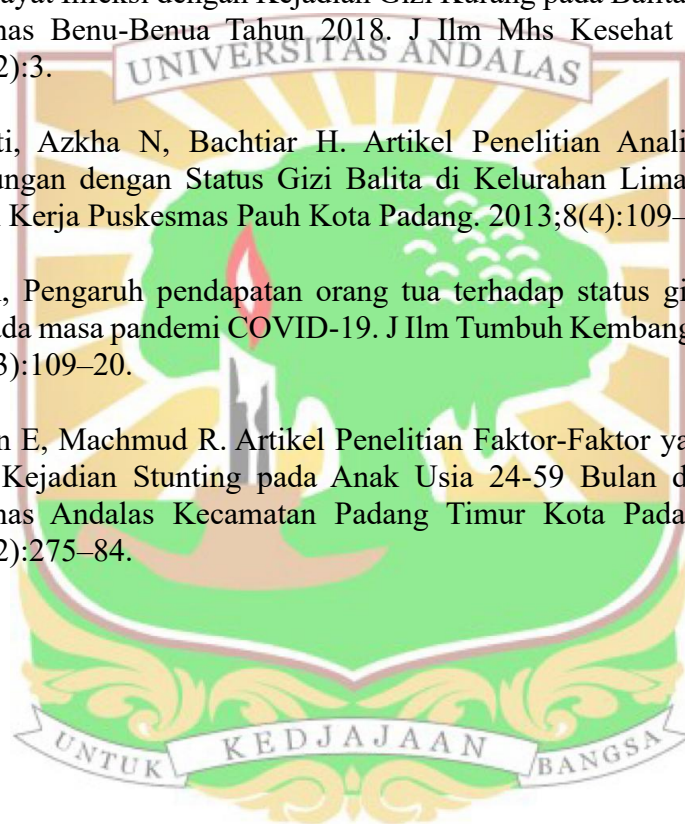 ayat Infeksi dengan Kejadian Gizi Kurang pada Balita
nas Benu-Benua Tahun 2018. J Ilm Mhs Kesehat
2):3.
UNIVERSITAS ANDALAS
ti, Azkha N, Bachtiar H. Artikel Penelitian Anali
ungan dengan Status Gizi Balita di Kelurahan Lima
Kerja Puskesmas Pauh Kota Padang. 2013;8(4):109–
, Pengaruh pendapatan orang tua terhadap status gi
ada masa pandemi COVID-19. J Ilm Tumbuh Kembang
3):109–20.
n E, Machmud R. Artikel Penelitian Faktor-Faktor ya
Kejadian Stunting pada Anak Usia 24-59 Bulan d
nas Andalas Kecamatan Padang Timur Kota Pada
2):275–84.
UNTUK KEDJAJAAN BANGSA